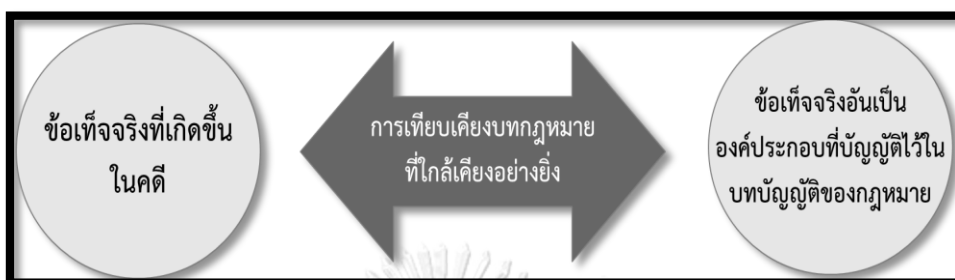 ข้อเท็จจริงที่เกิดขึ้น
ในคดี
การเทียบเคียงบทกฎหมาย
ที่ใกล้เคียงอย่างยิ่ง
ข้อเท็จจริงอันเป็น
องค์ประกอบที่บัญญัติไว้ใน
บทบัญญัติของกฎหมาย